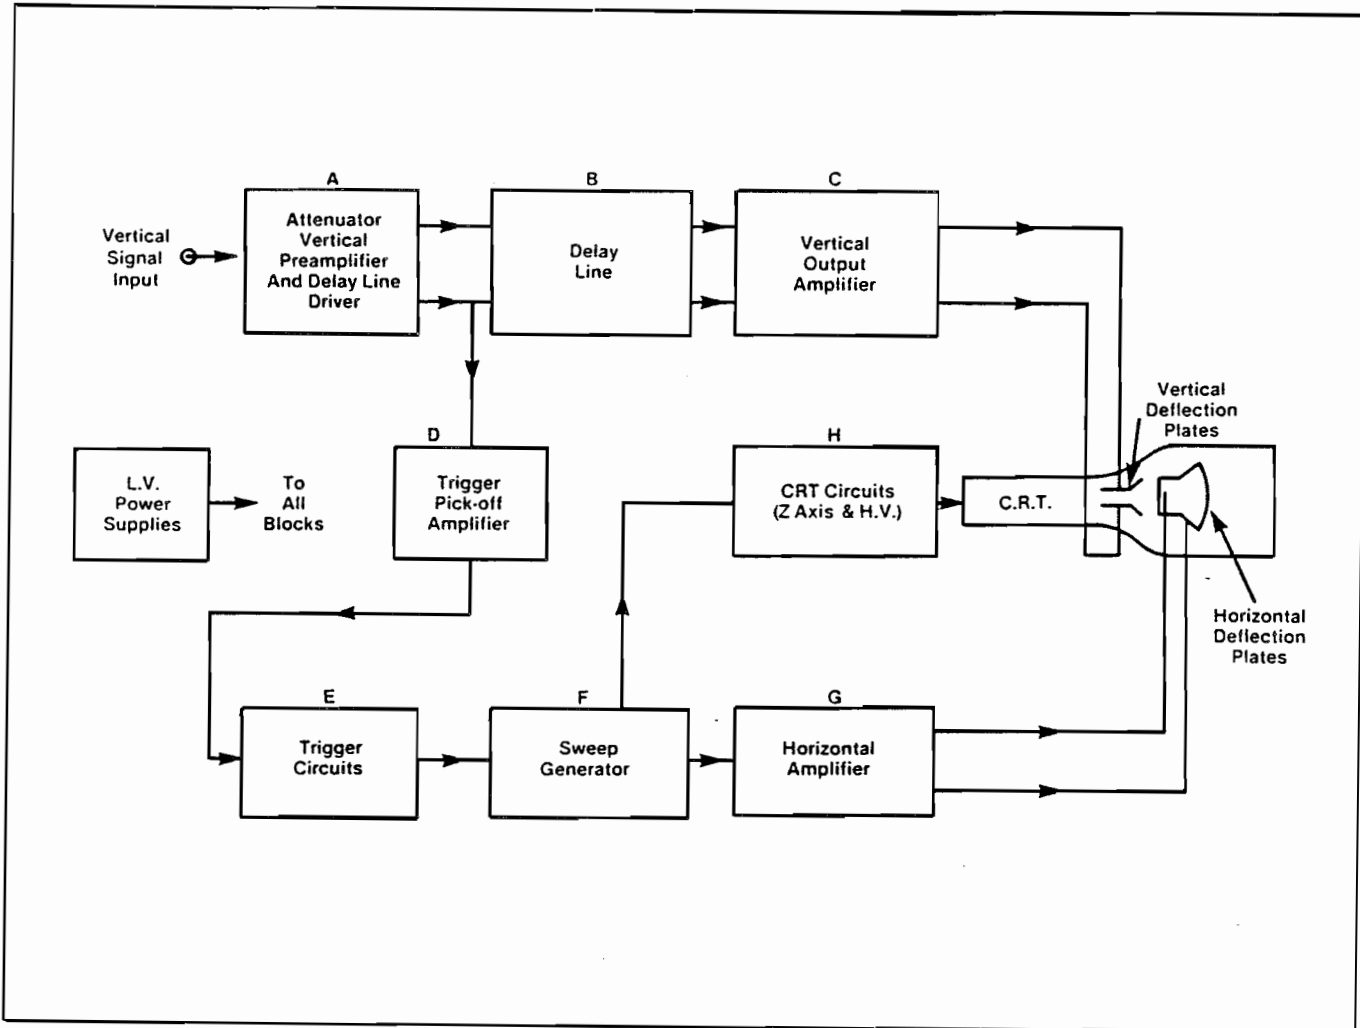 A
Attenuator
Vertical
Preamplifier
And Delay Line
Driver
B
Delay
Line
C
Vertical
Output
Amplifier
Vertical
Signal
Input
Vertical
Deflection
Plates
L.V.
Power
Supplies
To
All
Blocks
D
Trigger
Pick-off
Amplifier
H
CRT Circuits
(Z Axis & H.V.)
C.R.T.
Horizontal
Deflection
Plates
E
Trigger
Circuits
F
Sweep
Generator
G
Horizontal
Amplifier